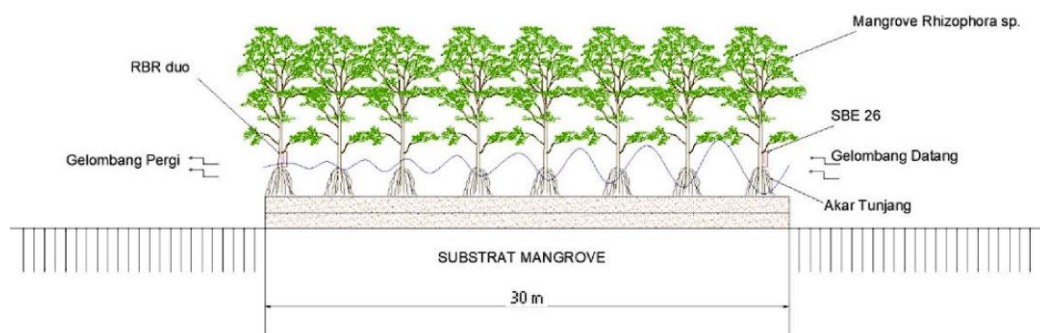 Mangrove Rhizophora sp.
RBR duo
SBE 26
Gelombang Pergi
Gelombang Datang
Akar Tunjang
SUBSTRAT MANGROVE
30 m